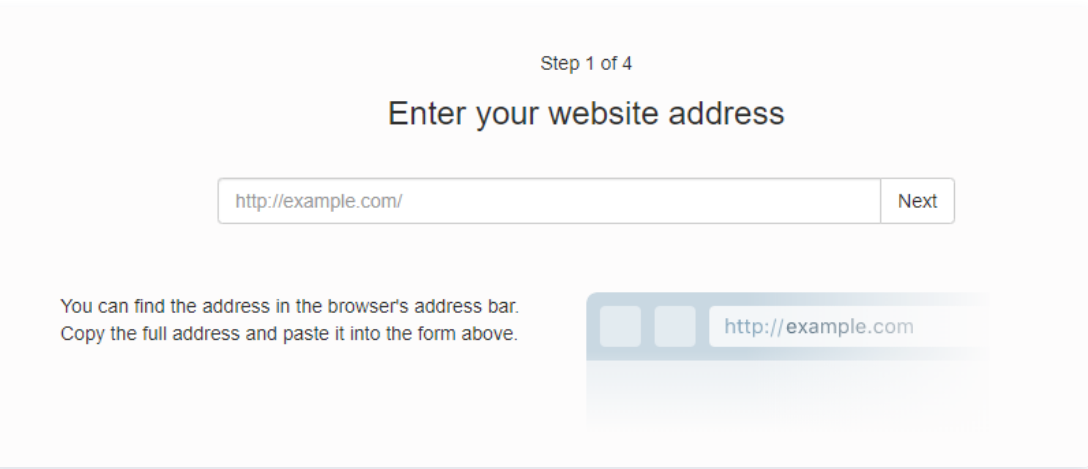 Step 1 of 4
Enter your website address
http://example.com/
Next
You can find the address in the browser's address bar.
Copy the full address and paste it into the form above.
http://example.com